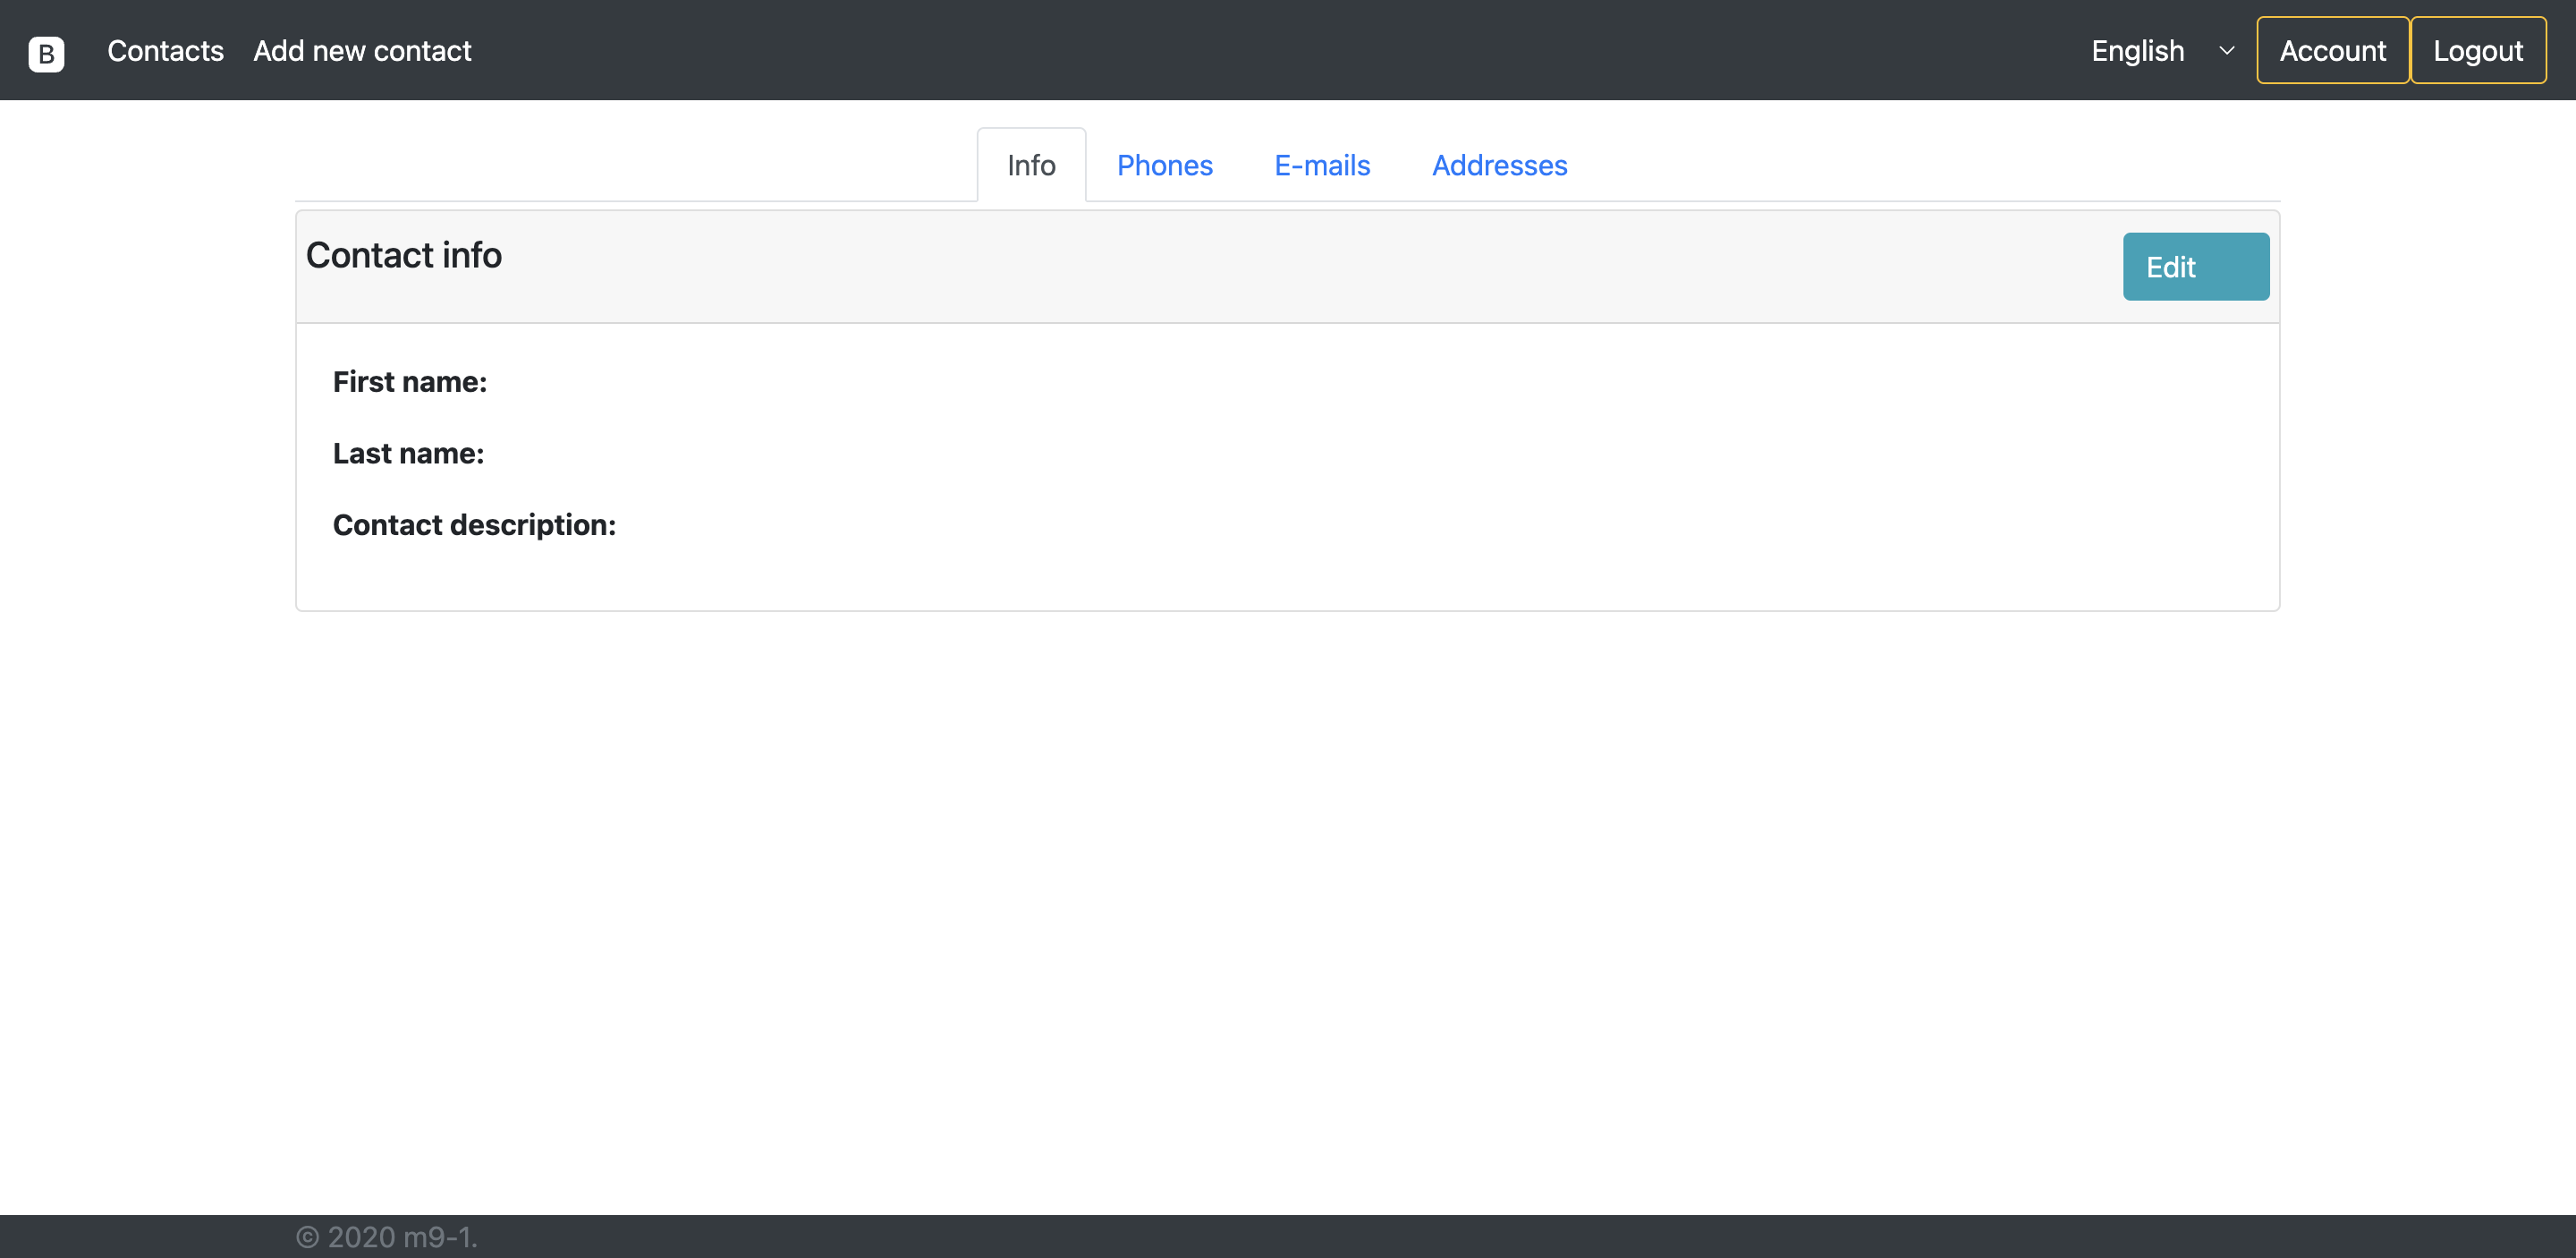 B Contacts Add new contact English Account Logout
Info Phones E-mails Addresses
Contact info Edit
First name:
Last name:
Contact description:
© 2020 m9-1.